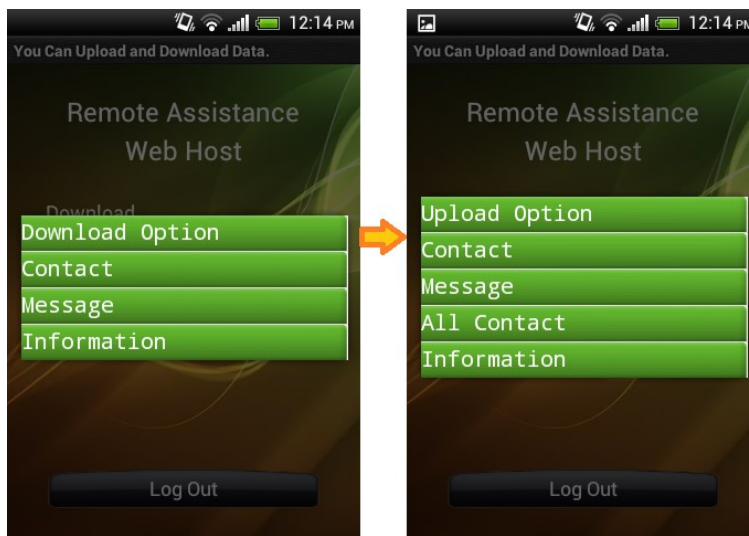 12:14 PM
You Can Upload and Download Data.
Remote Assistance
Web Host
Download
Download Option
Contact
Message
Information
Log Out
12:14 PM
You Can Upload and Download Data.
Remote Assistance
Web Host
Upload Option
Contact
Message
All Contact
Information
Log Out